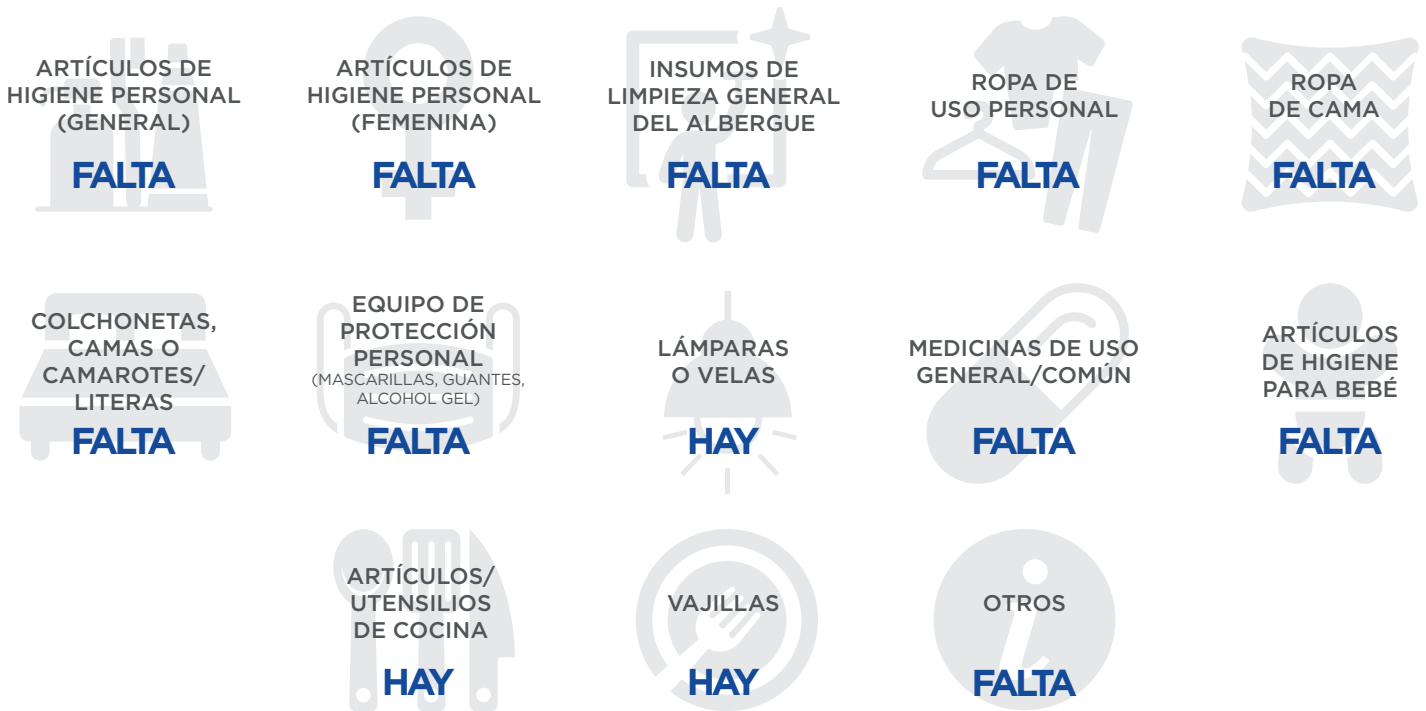 ARTÍCULOS DE
HIGIENE PERSONAL
(GENERAL)
FALTA
ARTÍCULOS DE
HIGIENE PERSONAL
(FEMENINA)
FALTA
INSUMOS DE
LIMPIEZA GENERAL
DEL ALBERGUE
FALTA
ROPA DE
USO PERSONAL
FALTA
ROPA
DE CAMA
FALTA
COLCHONETAS,
CAMAS O
CAMAROTES/
LITERAS
FALTA
EQUIPO DE
PROTECCIÓN
PERSONAL
(MASCARILLAS, GUANTES,
ALCOHOL GEL)
FALTA
LÁMPARAS
O VELAS
HAY
MEDICINAS DE USO
GENERAL/COMÚN
FALTA
ARTÍCULOS
DE HIGIENE
PARA BEBÉ
FALTA
ARTÍCULOS/
UTENSILIOS
DE COCINA
HAY
VAJILLAS
HAY
OTROS
FALTA